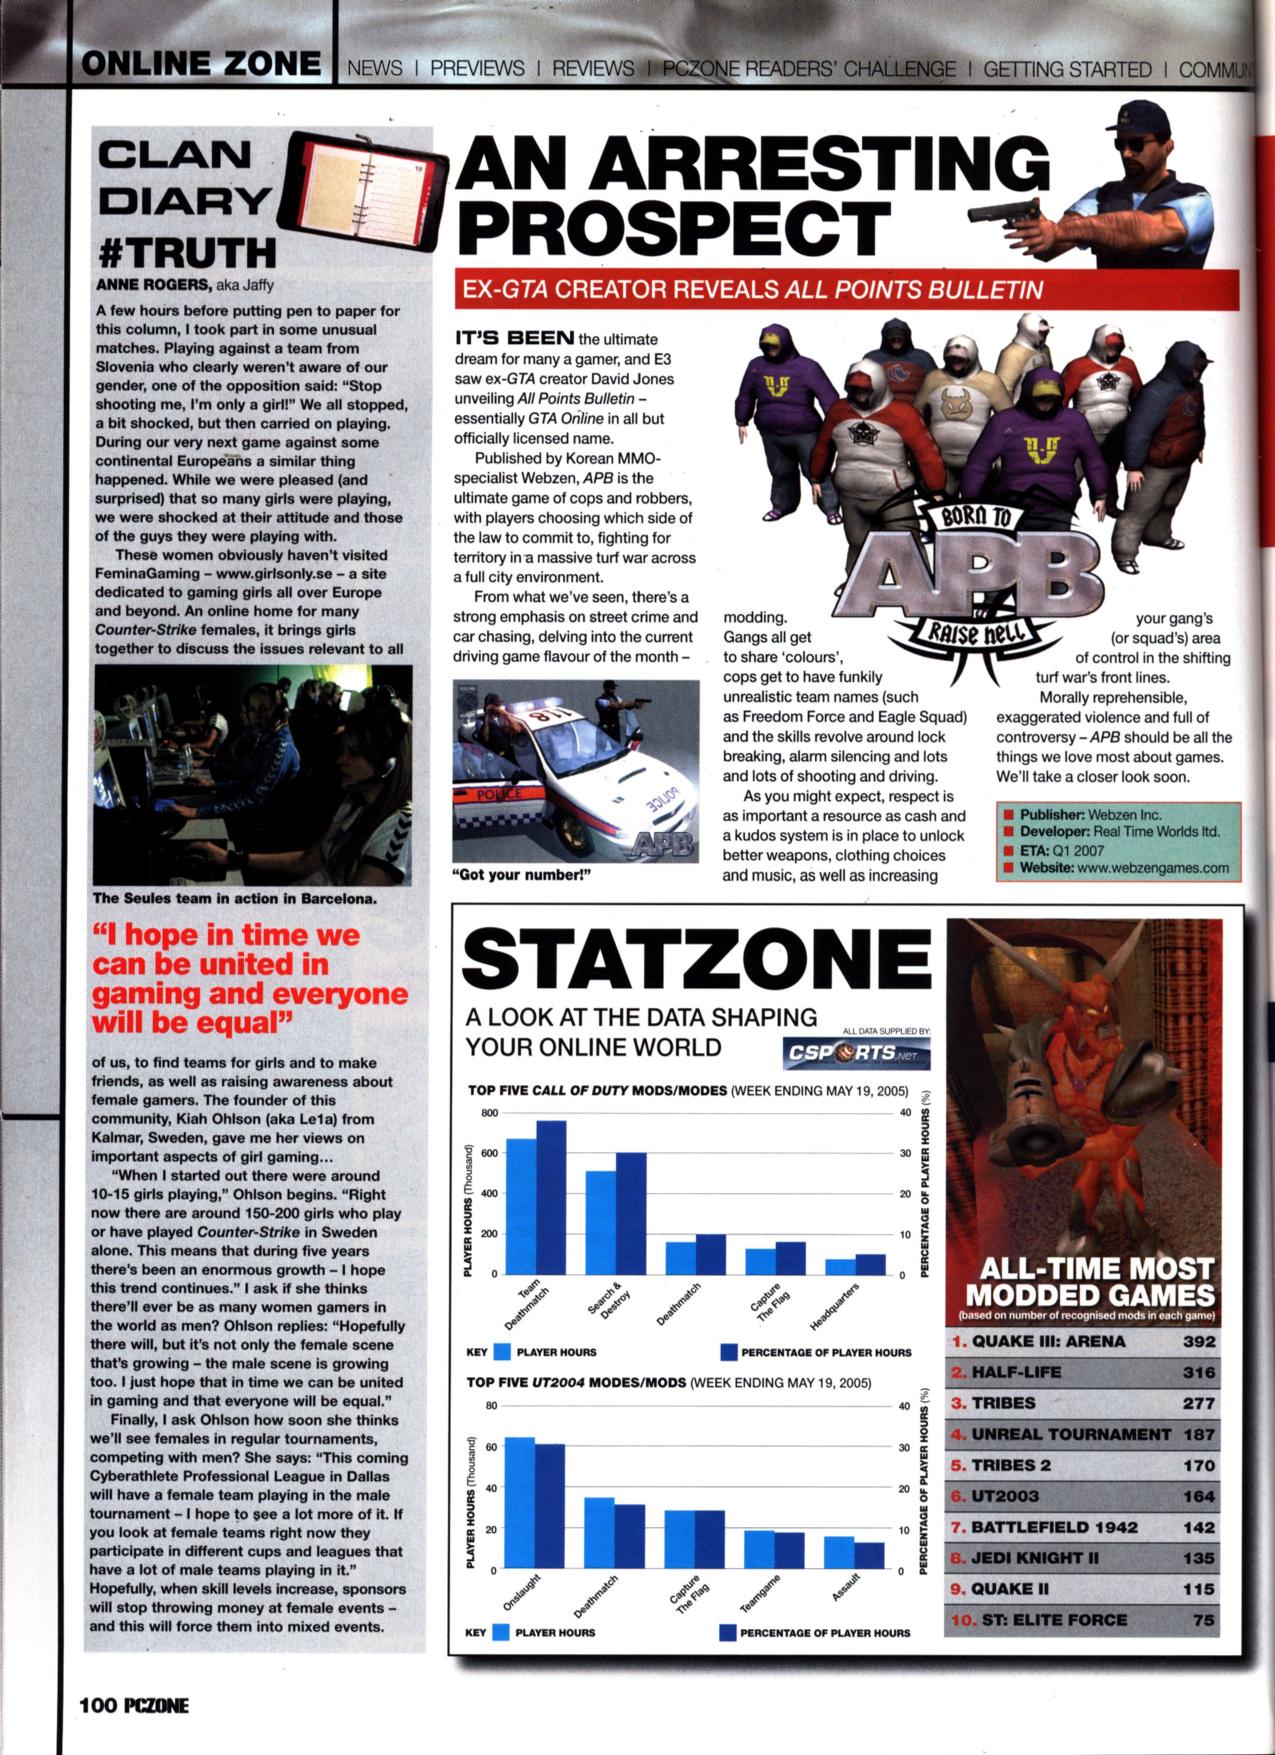 ONLINE ZONE
NEWS | PREVIEWS | REVIEWS | PCZONE READERS' CHALLENGE | GETTING STARTED |
CLAN
DIARY
#TRUTH
ANNE ROGERS, aka Jaffy
A few hours before putting pen to paper for
this column, I took part in some unusual
matches. Playing against a team from
Slovenia who clearly weren't aware of our
gender, one of the opposition said: "Stop
shooting me, I'm only a girl!" We all stopped,
a bit shocked, but then carried on playing.
During our very next game against some
continental Europeans a similar thing
happened. While we were pleased (and
surprised) that so many girls were playing,
we were shocked at their attitude and those
of the guys they were playing with.
These women obviously haven't visited
FeminaGaming – www.girlsonly.se – a site
dedicated to gaming girls all over Europe
and beyond. An online home for many
Counter-Strike females, it brings girls
together to discuss the issues relevant to all
The Seules team in action in Barcelona.
"I hope in time we
can be united in
gaming and everyone
will be equal"
of us, to find teams for girls and to make
friends, as well as raising awareness about
female gamers. The founder of this
community, Kiah Ohlson (aka Le1a) from
Kalmar, Sweden, gave me her views on
important aspects of girl gaming...
"When I started out there were around
10-15 girls playing," Ohlson begins. "Right
now there are around 150-200 girls who play
or have played Counter-Strike in Sweden
alone. This means that during five years
there's been an enormous growth – I hope
this trend continues." I ask if she thinks
there'll ever be as many women gamers in
the world as men? Ohlson replies: "Hopefully
there will, but it's not only the female scene
that's growing – the male scene is growing
too. I just hope that in time we can be united
in gaming and that everyone will be equal."
Finally, I ask Ohlson how soon she thinks
we'll see females in regular tournaments,
competing with men? She says: "This coming
Cyberathlete Professional League in Dallas
will have a female team playing in the male
tournament – I hope to see a lot more of it. If
you look at female teams right now they
participate in different cups and leagues that
have a lot of male teams playing in it."
Hopefully, when skill levels increase, sponsors
will stop throwing money at female events –
and this will force them into mixed events.
AN ARRESTING
PROSPECT
EX-GTA CREATOR REVEALS ALL POINTS BULLETIN
IT'S BEEN the ultimate
dream for many a gamer, and E3
saw ex-GTA creator David Jones
unveiling All Points Bulletin –
essentially GTA Online in all but
officially licensed name.
Published by Korean MMO-
specialist Webzen, APB is the
ultimate game of cops and robbers,
with players choosing which side of
the law to commit to, fighting for
territory in a massive turf war across
a full city environment.
From what we've seen, there's a
strong emphasis on street crime and
car chasing, delving into the current
driving game flavour of the month –
118
POLICE
POLICE
APB
"Got your number!"
BORN TO
APB
RAISE HELL
modding.
Gangs all get
to share 'colours',
cops get to have funkily
unrealistic team names (such
as Freedom Force and Eagle Squad)
and the skills revolve around lock
breaking, alarm silencing and lots
and lots of shooting and driving.
As you might expect, respect is
as important a resource as cash and
a kudos system is in place to unlock
better weapons, clothing choices
and music, as well as increasing
your gang's
(or squad's) area
of control in the shifting
turf war's front lines.
Morally reprehensible,
exaggerated violence and full of
controversy – APB should be all the
things we love most about games.
We'll take a closer look soon.
Publisher: Webzen Inc.
Developer: Real Time Worlds ltd.
ETA: Q1 2007
Website: www.webzengames.com
STATZONE
A LOOK AT THE DATA SHAPING
YOUR ONLINE WORLD
ALL DATA SUPPLIED BY:
CSPORTS.NET
TOP FIVE CALL OF DUTY MODS/MODES (WEEK ENDING MAY 19, 2005)
PLAYER HOURS (Thousand)
800
600
400
200
0
40
30
20
10
0
PERCENTAGE OF PLAYER HOURS (%)
Team
Deathmatch
Search &
Destroy
Deathmatch
Capture
The Flag
Headquarters
KEY PLAYER HOURS PERCENTAGE OF PLAYER HOURS
TOP FIVE UT2004 MODES/MODS (WEEK ENDING MAY 19, 2005)
PLAYER HOURS (Thousand)
80
60
40
20
0
40
30
20
10
0
PERCENTAGE OF PLAYER HOURS (%)
Onslaught
Deathmatch
Capture
The Flag
Teamgame
Assault
KEY PLAYER HOURS PERCENTAGE OF PLAYER HOURS
ALL-TIME MOST
MODDED GAMES
(based on number of recognised mods in each game)
1. QUAKE III: ARENA 392
2. HALF-LIFE 316
3. TRIBES 277
4. UNREAL TOURNAMENT 187
5. TRIBES 2 170
6. UT2003 164
7. BATTLEFIELD 1942 142
8. JEDI KNIGHT II 135
9. QUAKE II 115
10. ST: ELITE FORCE 75
100 PCZONE